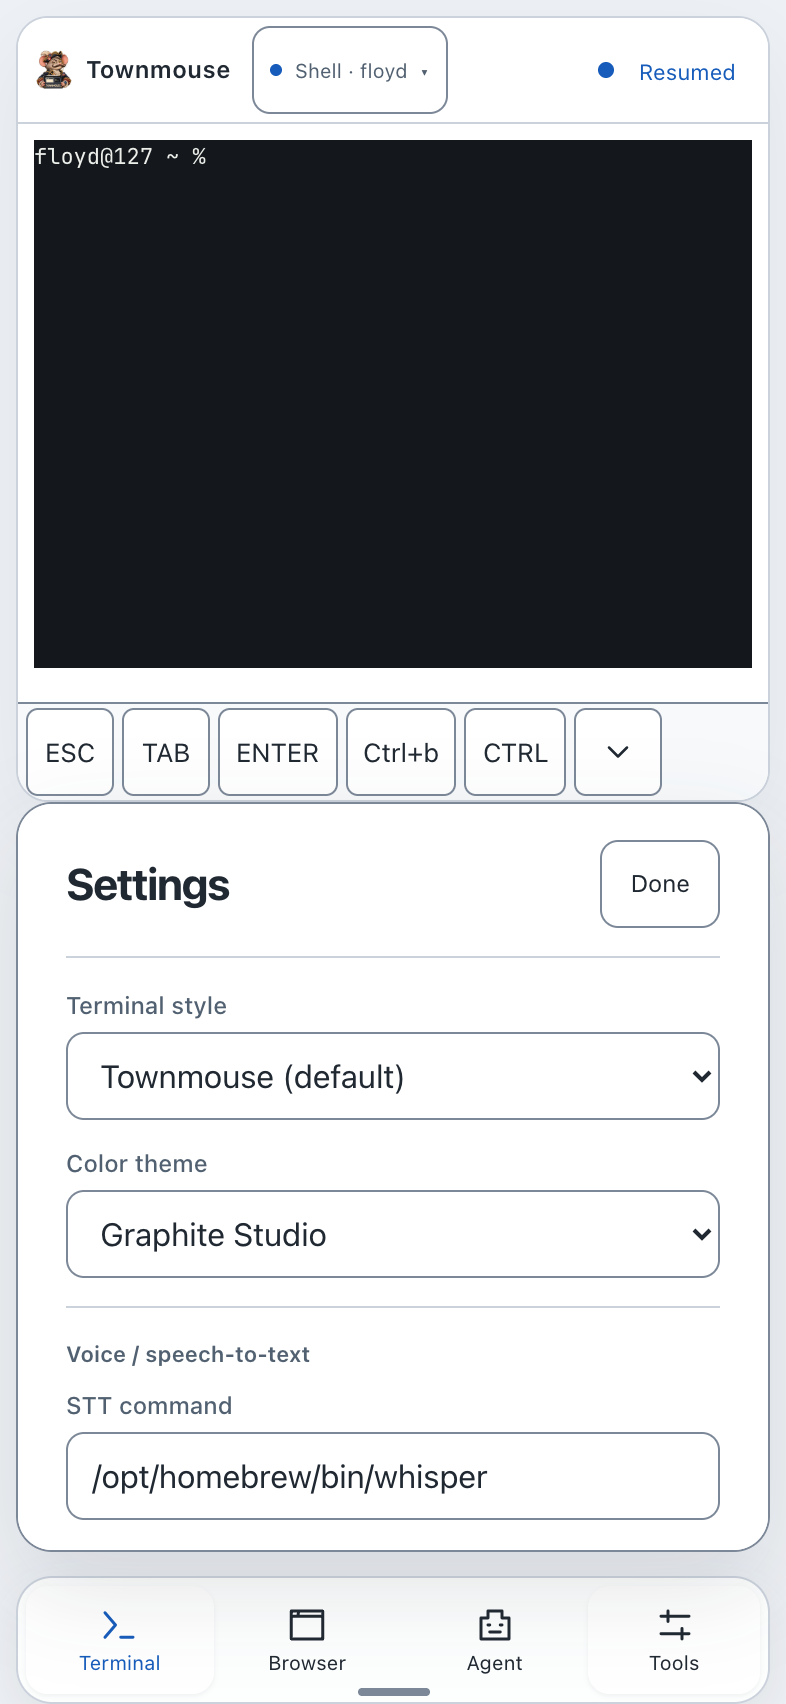 Townmouse
Shell · floyd ▾
Resumed
floyd@127 ~ %
ESC
TAB
ENTER
Ctrl+b
CTRL
Settings
Done
Terminal style
Townmouse (default)
Color theme
Graphite Studio
Voice / speech-to-text
STT command
/opt/homebrew/bin/whisper
Terminal
Browser
Agent
Tools